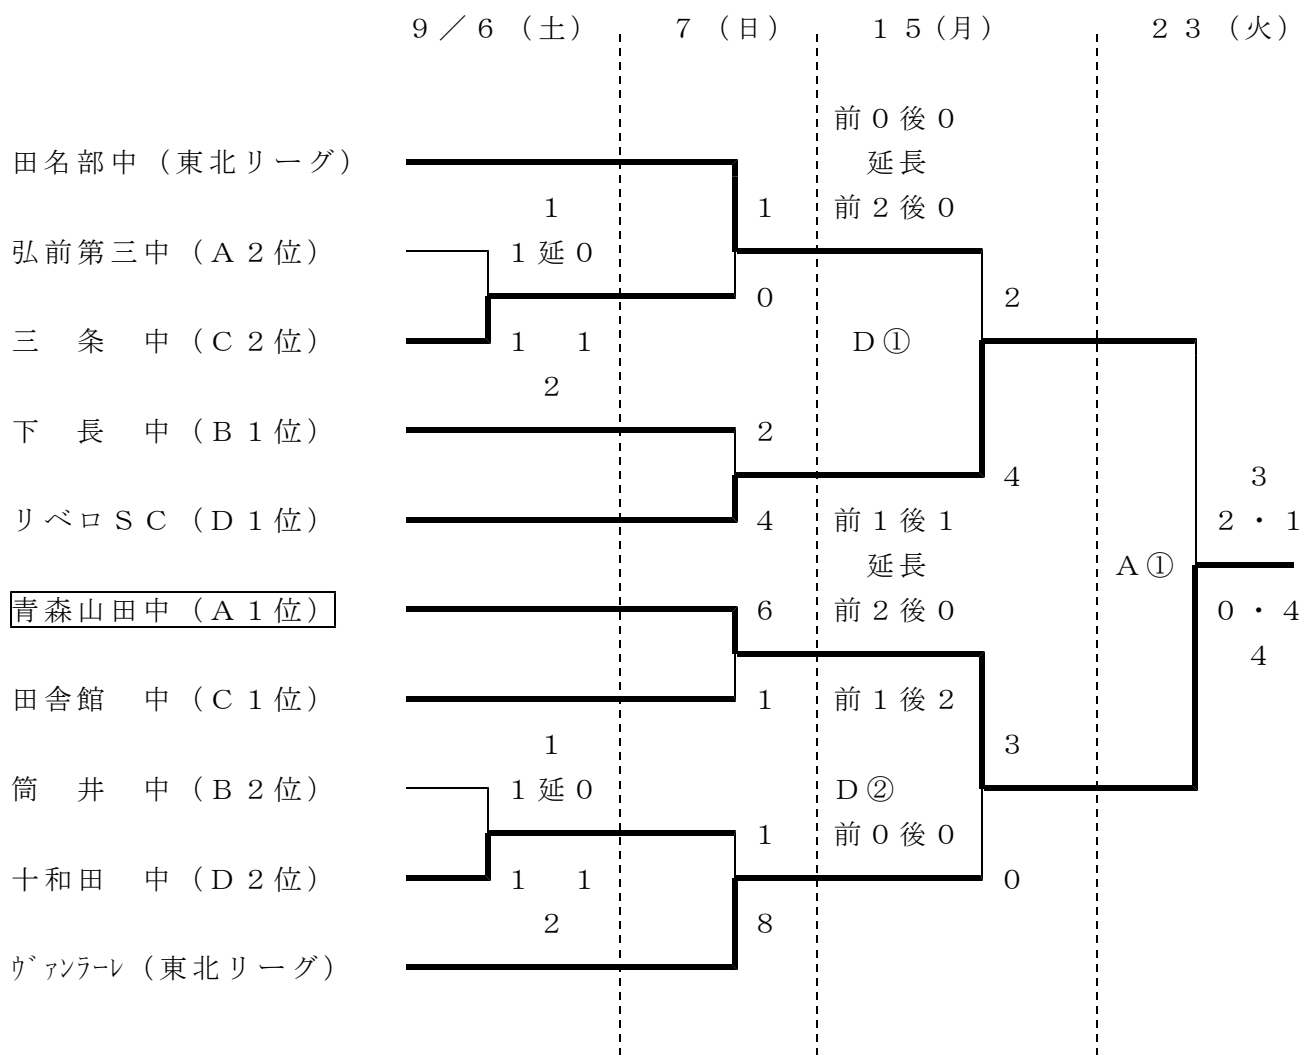 ９／６（土） ７（日） １５（月） ２３（火）
前０後０
田名部中（東北リーグ） 延長
１ １ 前２後０
弘前第三中（Ａ２位） １延０
０ ２
三　条　中（Ｃ２位） １　１ Ｄ①
２
下　長　中（Ｂ１位） ２
４ ３
リベロＳＣ（Ｄ１位） ４ 前１後１ ２・１
延長 Ａ①
青森山田中（Ａ１位） ６ 前２後０ ０・４
４
田舎館　中（Ｃ１位） １ 前１後２
１ ３
筒　井　中（Ｂ２位） １延０ Ｄ②
１ 前０後０
十和田　中（Ｄ２位） １　１ ０
２ ８
ｳﾞｧﾝﾗｰﾚ（東北リーグ）